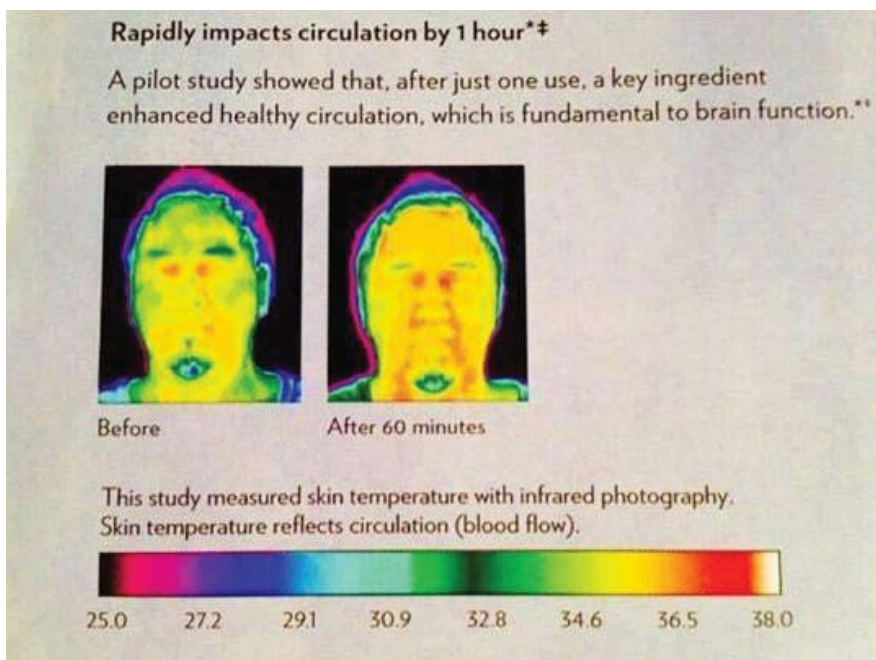 Rapidly impacts circulation by 1 hour*‡
A pilot study showed that, after just one use, a key ingredient
enhanced healthy circulation, which is fundamental to brain function.*‡
Before
After 60 minutes
This study measured skin temperature with infrared photography.
Skin temperature reflects circulation (blood flow).
25.0 27.2 29.1 30.9 32.8 34.6 36.5 38.0